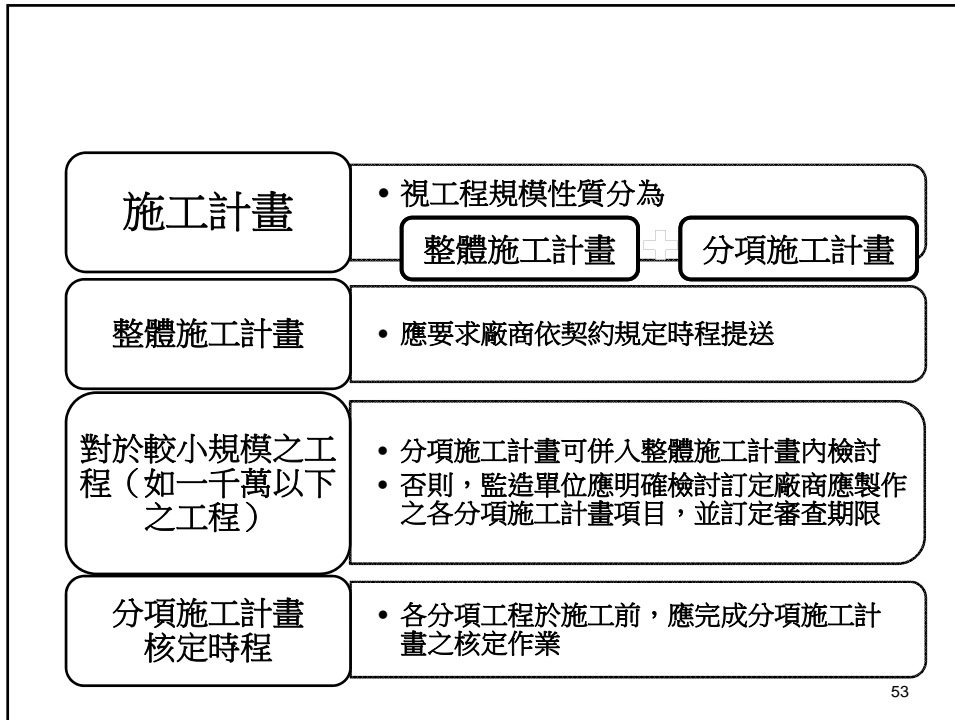 施工計畫
• 視工程規模性質分為
整體施工計畫
分項施工計畫
整體施工計畫
• 應要求廠商依契約規定時程提送
對於較小規模之工
程（如一千萬以下
之工程）
• 分項施工計畫可併入整體施工計畫內檢討
• 否則，監造單位應明確檢討訂定廠商應製作
之各分項施工計畫項目，並訂定審查期限
分項施工計畫
核定時程
• 各分項工程於施工前，應完成分項施工計
畫之核定作業
53